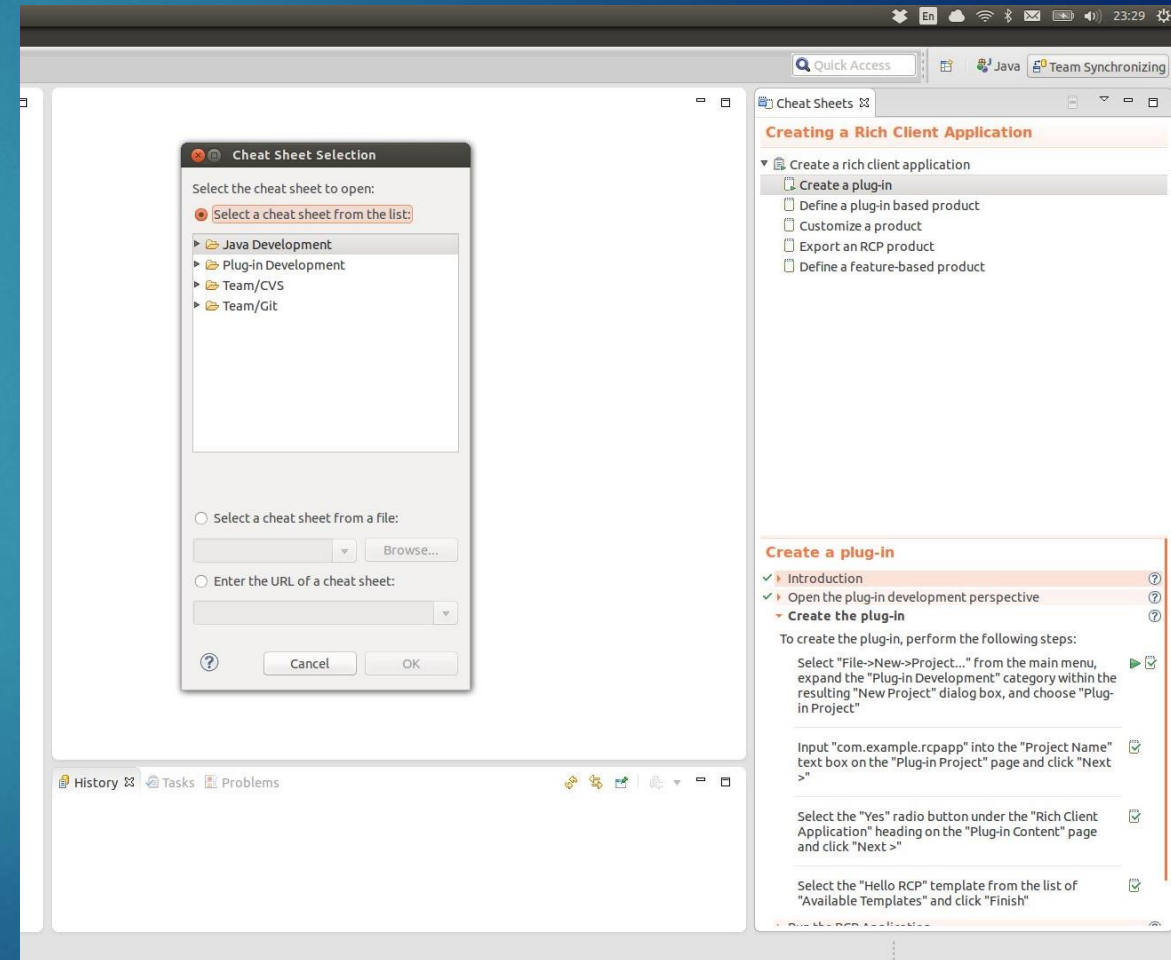 En
23:29
Quick Access
Java
Team Synchronizing
Cheat Sheet Selection
Select the cheat sheet to open:
Select a cheat sheet from the list:
Java Development
Plug-in Development
Team/CVS
Team/Git
Select a cheat sheet from a file:
Browse...
Enter the URL of a cheat sheet:
Cancel
OK
History
Tasks
Problems
Cheat Sheets
Creating a Rich Client Application
Create a rich client application
Create a plug-in
Define a plug-in based product
Customize a product
Export an RCP product
Define a feature-based product
Create a plug-in
Introduction
Open the plug-in development perspective
Create the plug-in
To create the plug-in, perform the following steps:
Select "File->New->Project..." from the main menu,
expand the "Plug-in Development" category within the
resulting "New Project" dialog box, and choose "Plug-
in Project"
Input "com.example.rcpapp" into the "Project Name"
text box on the "Plug-in Project" page and click "Next
>"
Select the "Yes" radio button under the "Rich Client
Application" heading on the "Plug-in Content" page
and click "Next >"
Select the "Hello RCP" template from the list of
"Available Templates" and click "Finish"